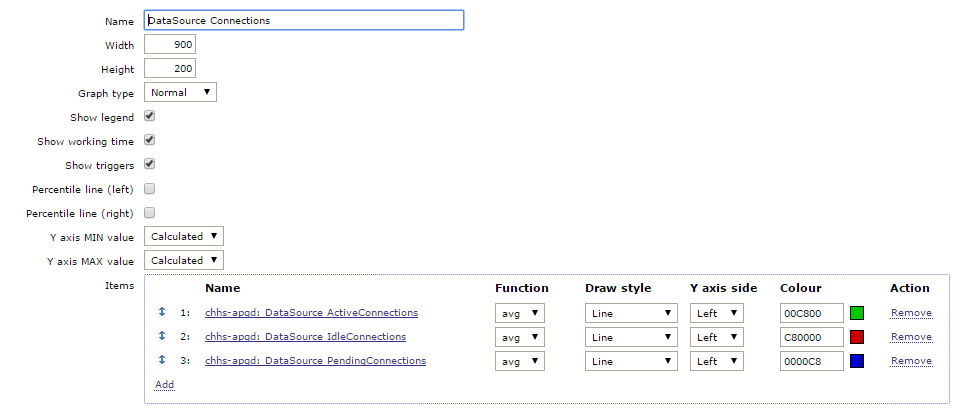 Name DataSource Connections
Width 900
Height 200
Graph type Normal ▼
Show legend
Show working time
Show triggers
Percentile line (left)
Percentile line (right)
Y axis MIN value Calculated ▼
Y axis MAX value Calculated ▼
Items
Name Function Draw style Y axis side Colour Action
1: chhs-apqd: DataSource ActiveConnections avg ▼ Line ▼ Left ▼ 00C800 Remove
2: chhs-apqd: DataSource IdleConnections avg ▼ Line ▼ Left ▼ C80000 Remove
3: chhs-apqd: DataSource PendingConnections avg ▼ Line ▼ Left ▼ 0000C8 Remove
Add